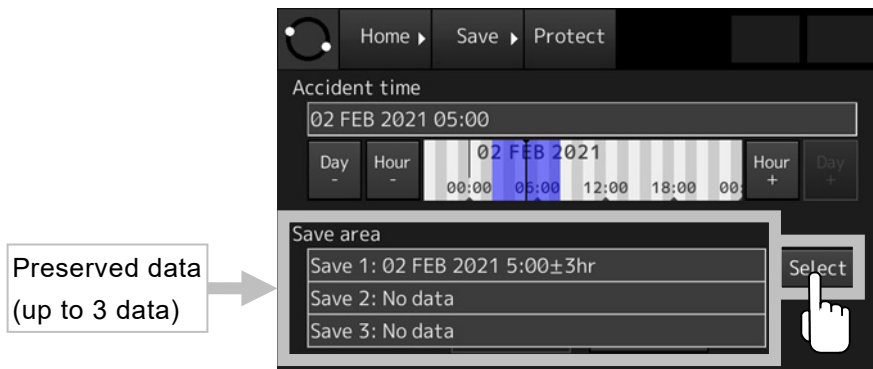 Home Save Protect
Accident time
02 FEB 2021 05:00
02 FEB 2021
Day
-
Hour
-
00:00 05:00 12:00 18:00 00:
Hour
+
Day
+
Save area
Save 1: 02 FEB 2021 5:00±3hr
Save 2: No data
Save 3: No data
Select
Preserved data
(up to 3 data)